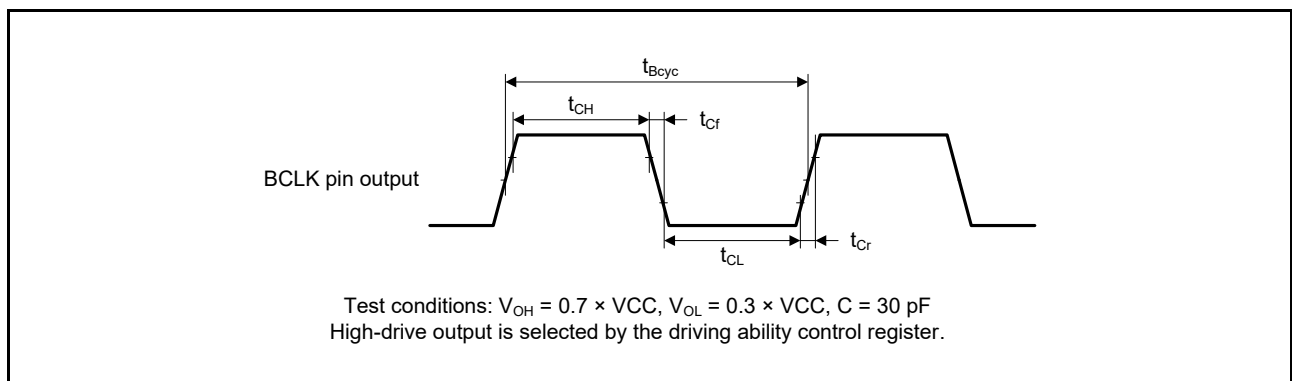 tBcyc
tCH
tCf
BCLK pin output
tCL
tCr
Test conditions: VOH = 0.7 × VCC, VOL = 0.3 × VCC, C = 30 pF
High-drive output is selected by the driving ability control register.